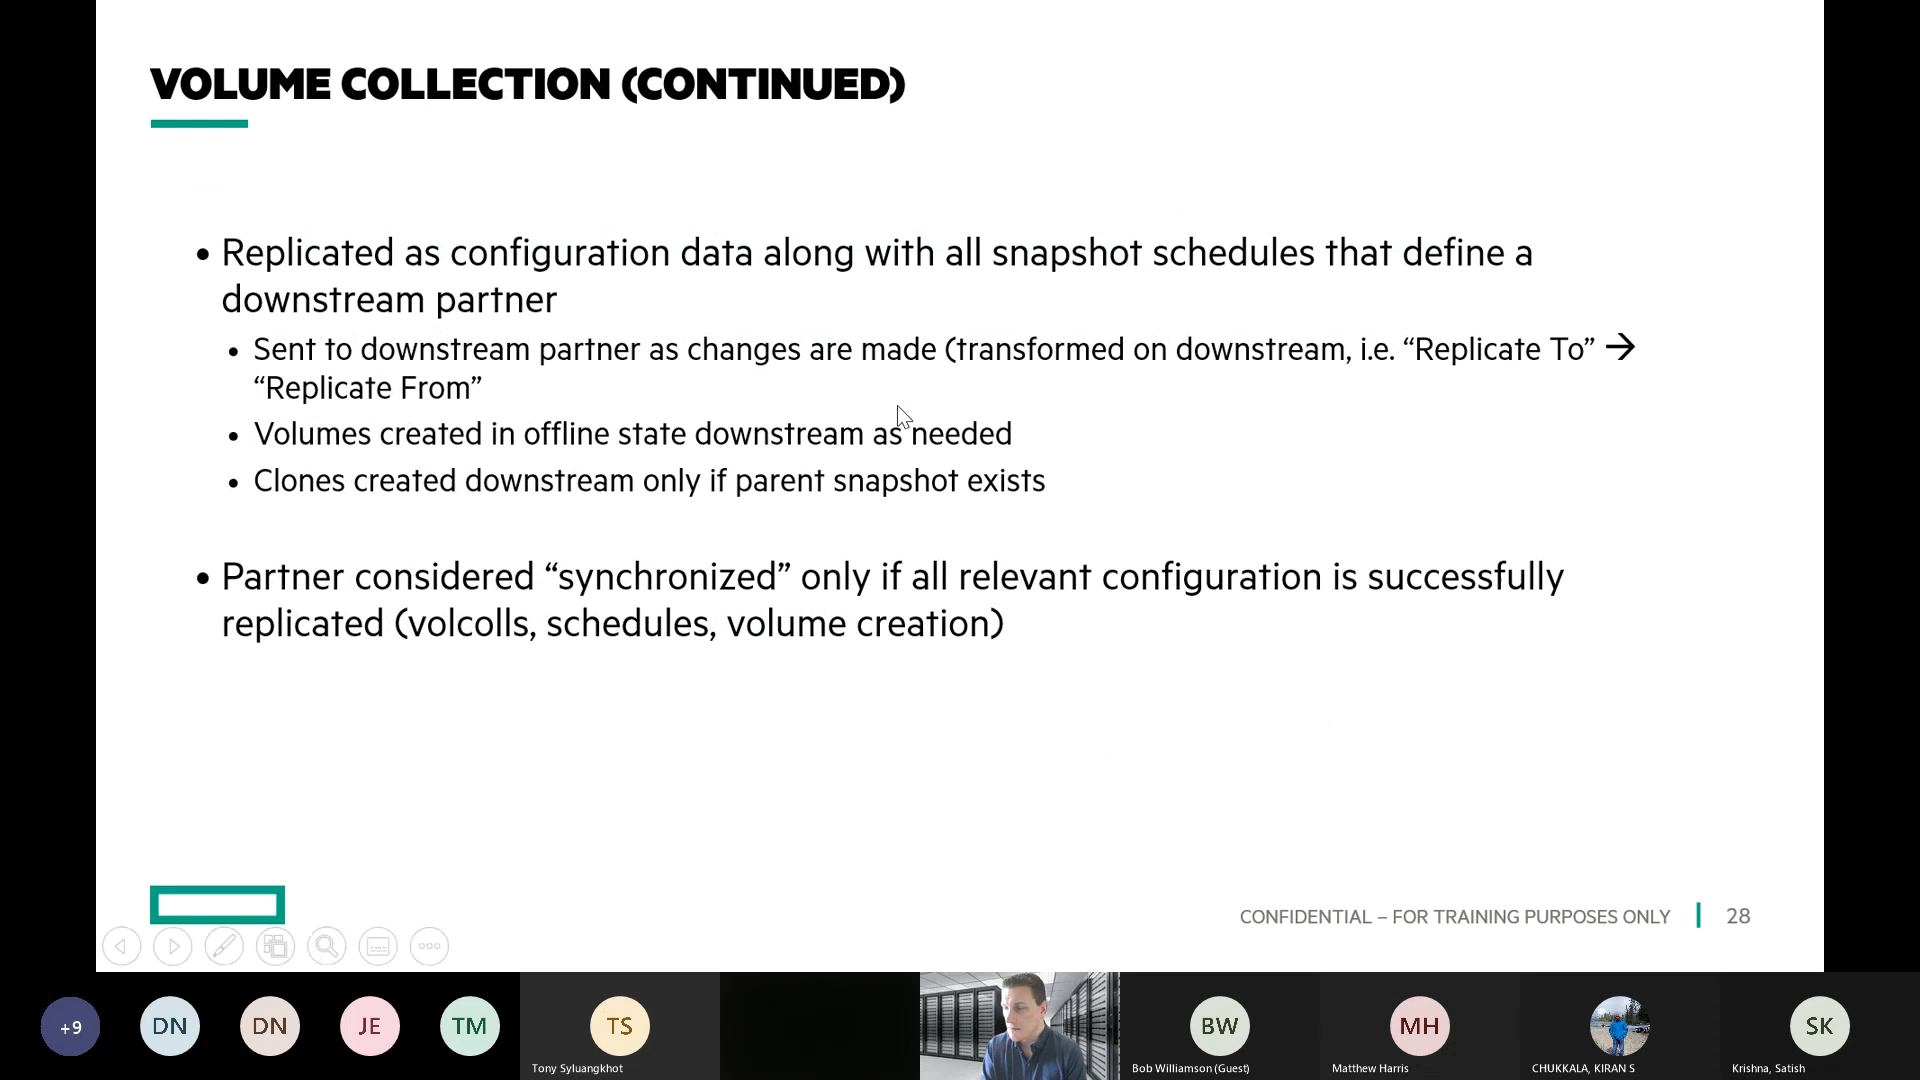 VOLUME COLLECTION (CONTINUED)
• Replicated as configuration data along with all snapshot schedules that define a
downstream partner
• Sent to downstream partner as changes are made (transformed on downstream, i.e. “Replicate To” →
“Replicate From”
• Volumes created in offline state downstream as needed
• Clones created downstream only if parent snapshot exists
• Partner considered “synchronized” only if all relevant configuration is successfully
replicated (volcolls, schedules, volume creation)
CONFIDENTIAL – FOR TRAINING PURPOSES ONLY 28
+9 DN DN JE TM TS BW MH SK
Tony Syluangkhot Bob Williamson (Guest) Matthew Harris CHUKKALA, KIRAN S Krishna, Satish